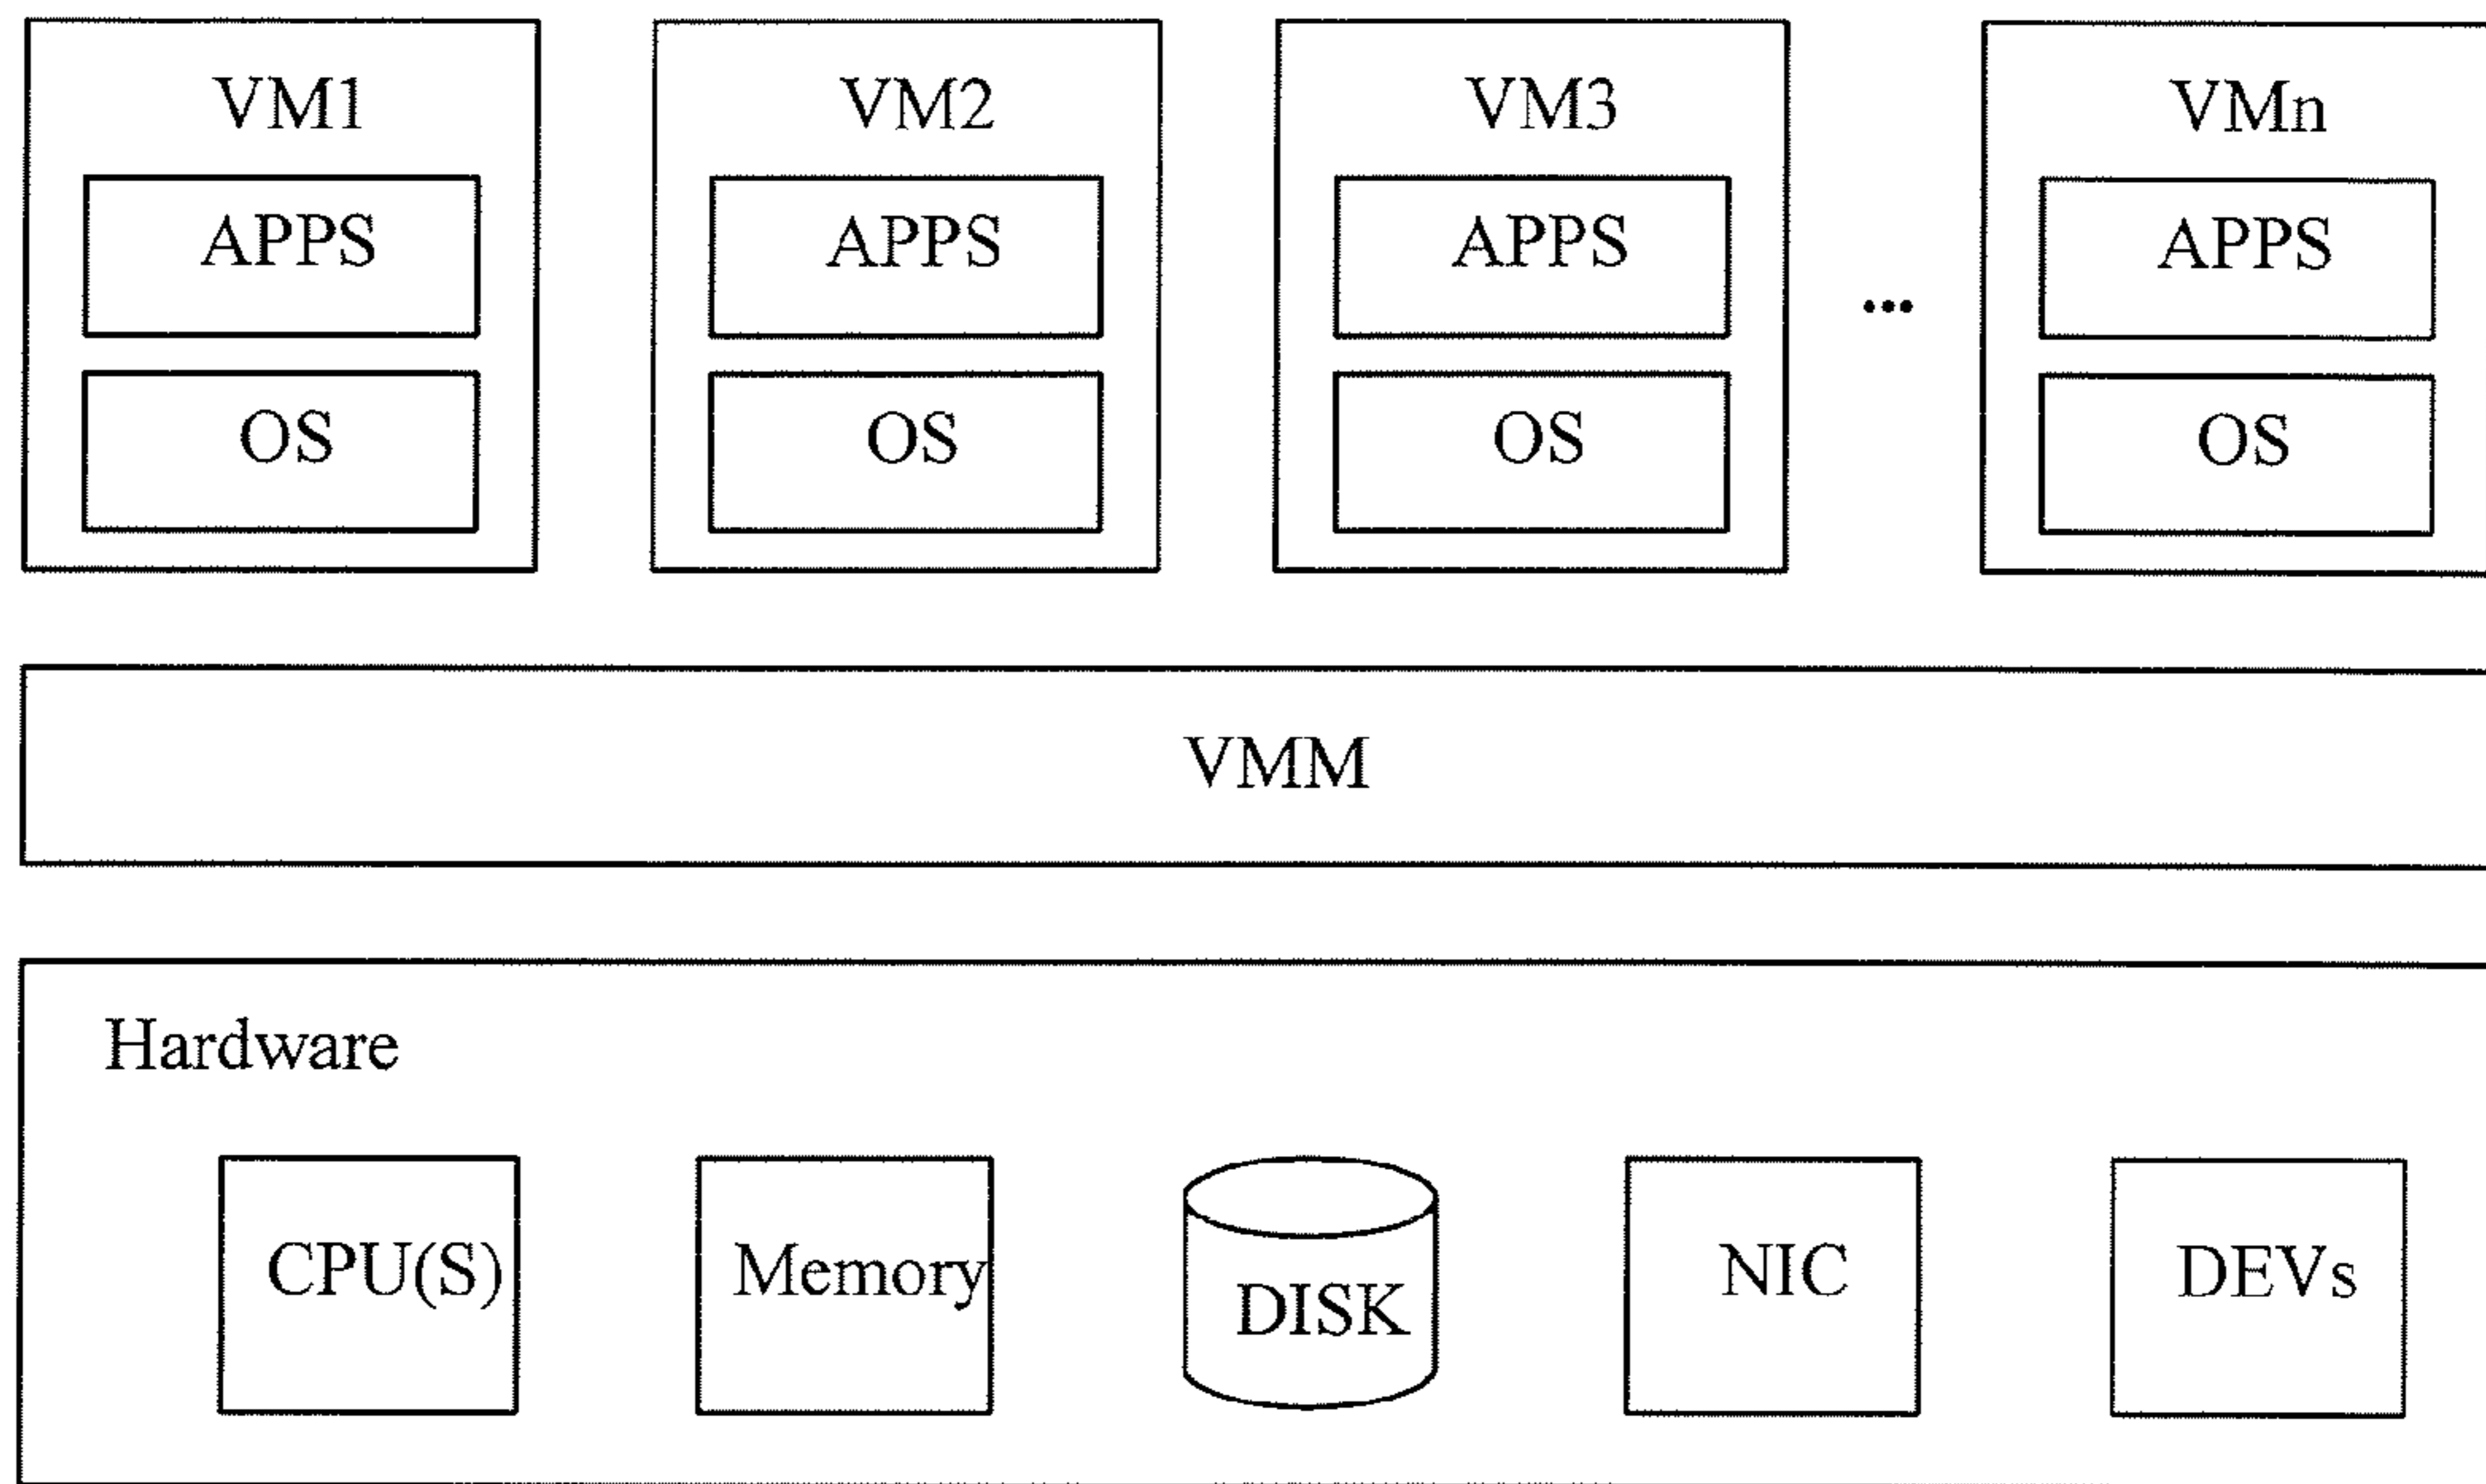 VM1 VM2 VM3 VMn
APPS APPS APPS APPS
...
OS OS OS OS
VMM
Hardware
CPU(S) Memory DISK NIC DEVs